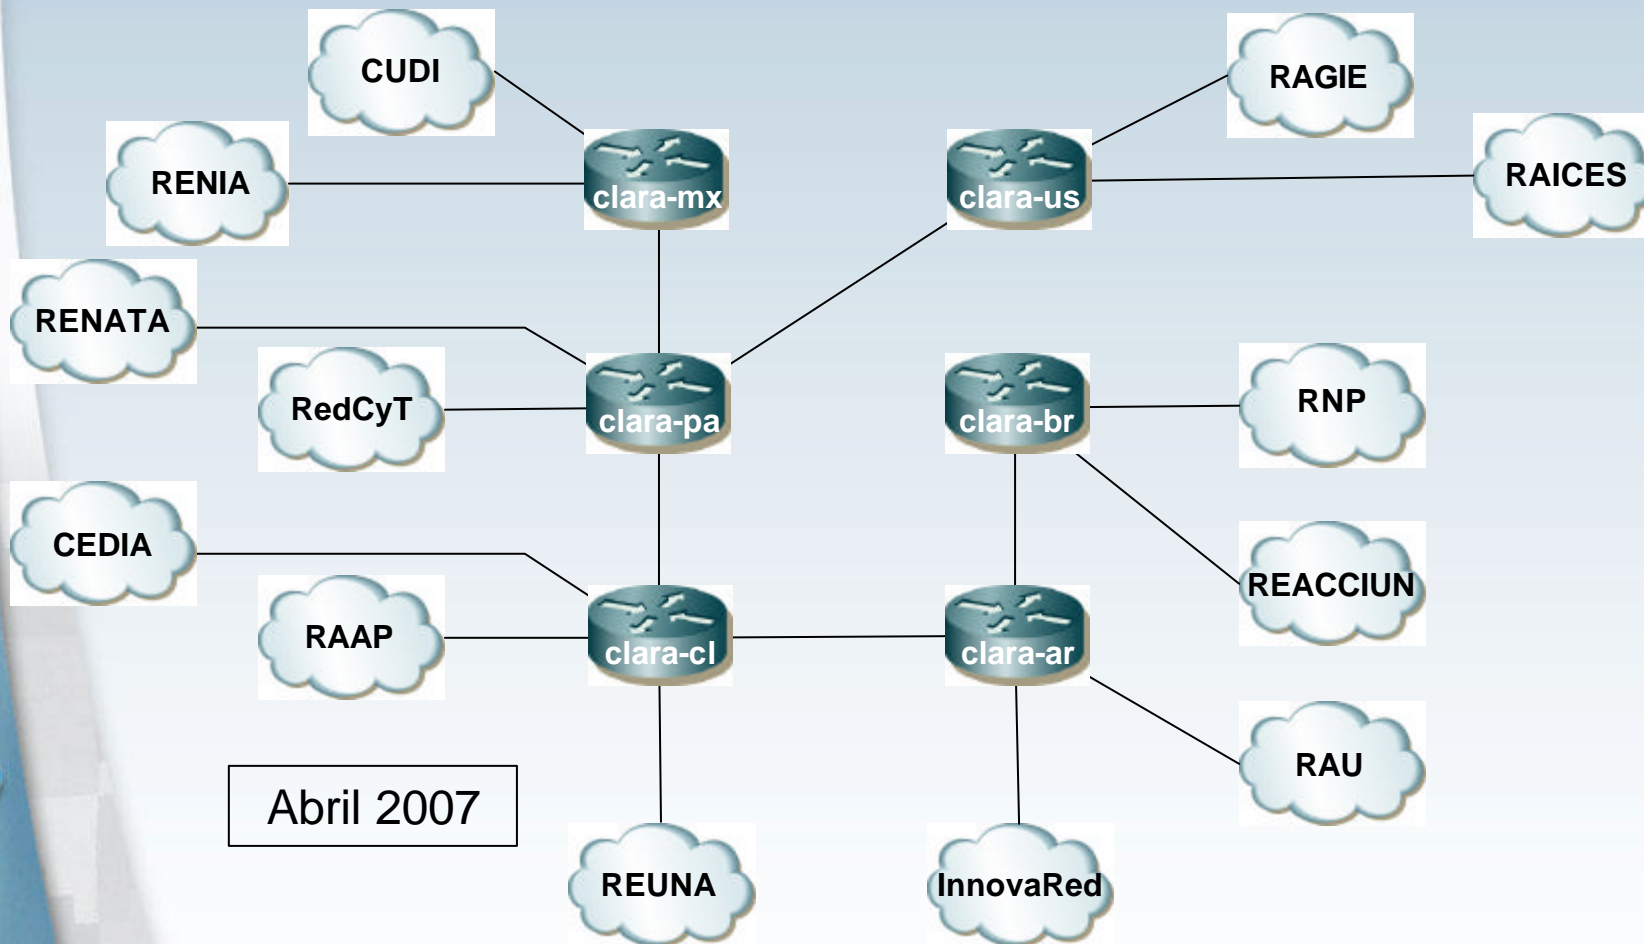 CUDI
RAGIE
RENIA
clara-mx
clara-us
RAICES
RENATA
RedCyT
clara-pa
clara-br
RNP
CEDIA
REACCIUN
RAAP
clara-cl
clara-ar
RAU
Abril 2007
REUNA
InnovaRed